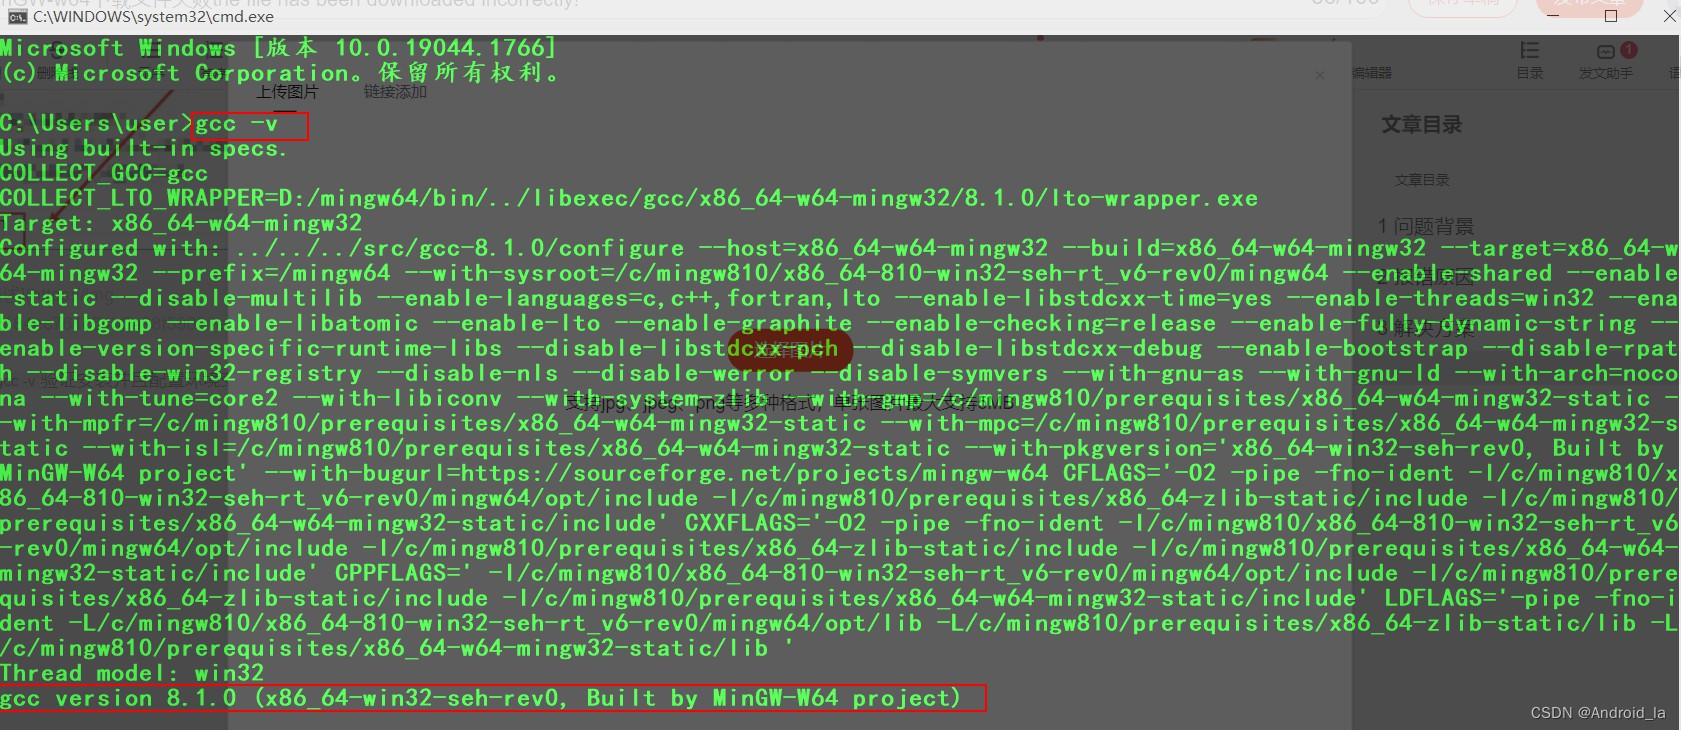 C:\WINDOWS\system32\cmd.exe
Microsoft Windows [版本 10.0.19044.1766]
(c) Microsoft Corporation。保留所有权利。
上传图片
链接添加
编辑器
目录
发文助手
1
文章目录
文章目录
1 问题背景
2 报错原因
3 解决方案
C:\Users\user>gcc -v
Using built-in specs.
COLLECT_GCC=gcc
COLLECT_LTO_WRAPPER=D:/mingw64/bin/../libexec/gcc/x86_64-w64-mingw32/8.1.0/lto-wrapper.exe
Target: x86_64-w64-mingw32
Configured with: ../../../src/gcc-8.1.0/configure --host=x86_64-w64-mingw32 --build=x86_64-w64-mingw32 --target=x86_64-w
64-mingw32 --prefix=/mingw64 --with-sysroot=/c/mingw810/x86_64-810-win32-seh-rt_v6-rev0/mingw64 --enable-shared --enable
-static --disable-multilib --enable-languages=c,c++,fortran,lto --enable-libstdcxx-time=yes --enable-threads=win32 --ena
ble-libgomp --enable-libatomic --enable-lto --enable-graphite --enable-checking=release --enable-fully-dynamic-string --
enable-version-specific-runtime-libs --disable-libstdcxx-pch --disable-libstdcxx-debug --enable-bootstrap --disable-rpat
h --disable-win32-registry --disable-nls --disable-werror --disable-symvers --with-gnu-as --with-gnu-ld --with-arch=noco
na --with-tune=core2 --with-libiconv --with-system-zlib --with-gmp=/c/mingw810/prerequisites/x86_64-w64-mingw32-static -
-with-mpfr=/c/mingw810/prerequisites/x86_64-w64-mingw32-static --with-mpc=/c/mingw810/prerequisites/x86_64-w64-mingw32-s
tatic --with-isl=/c/mingw810/prerequisites/x86_64-w64-mingw32-static --with-pkgversion='x86_64-win32-seh-rev0, Built by
MinGW-W64 project' --with-bugurl=https://sourceforge.net/projects/mingw-w64 CFLAGS='-O2 -pipe -fno-ident -I/c/mingw810/x
86_64-810-win32-seh-rt_v6-rev0/mingw64/opt/include -I/c/mingw810/prerequisites/x86_64-zlib-static/include -I/c/mingw810/
prerequisites/x86_64-w64-mingw32-static/include' CXXFLAGS='-O2 -pipe -fno-ident -I/c/mingw810/x86_64-810-win32-seh-rt_v6
-rev0/mingw64/opt/include -I/c/mingw810/prerequisites/x86_64-zlib-static/include -I/c/mingw810/prerequisites/x86_64-w64-
mingw32-static/include' CPPFLAGS=' -I/c/mingw810/x86_64-810-win32-seh-rt_v6-rev0/mingw64/opt/include -I/c/mingw810/prere
quisites/x86_64-zlib-static/include -I/c/mingw810/prerequisites/x86_64-w64-mingw32-static/include' LDFLAGS='-pipe -fno-i
dent -L/c/mingw810/x86_64-810-win32-seh-rt_v6-rev0/mingw64/opt/lib -L/c/mingw810/prerequisites/x86_64-zlib-static/lib -L
/c/mingw810/prerequisites/x86_64-w64-mingw32-static/lib '
Thread model: win32
gcc version 8.1.0 (x86_64-win32-seh-rev0, Built by MinGW-W64 project)
选择图片
支持jpg、jpeg、png等多种格式，单张图片最大支持5MB
CSDN @Android_la